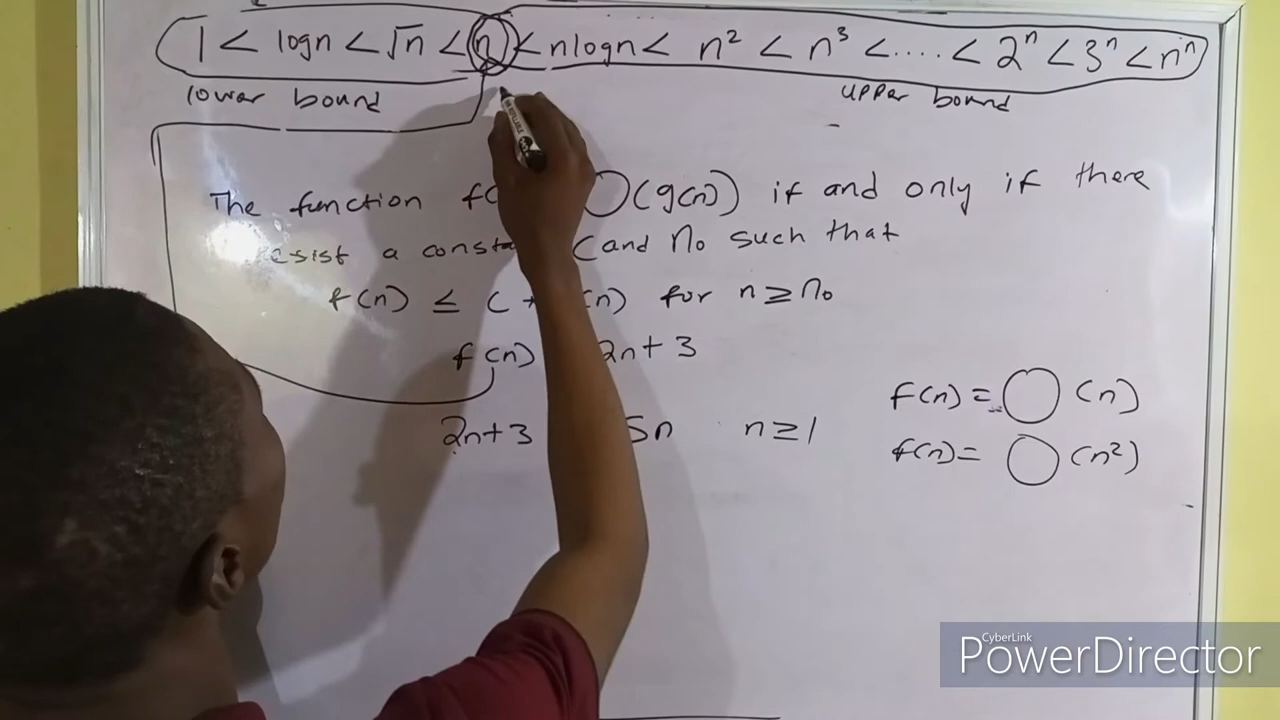 1 < logn < √n < n < nlogn < n² < n³ < .... < 2ⁿ < 3ⁿ < nⁿ
lower bound upper bound
The function f( O(g(n)) if and only if there
esist a consta C and n₀ such that
f(n) ≤ C * (n) for n ≥ n₀
f(n) 2n+3
f(n) = O(n)
2n+3 5n n ≥ 1
f(n) = O(n²)
CyberLink
PowerDirector